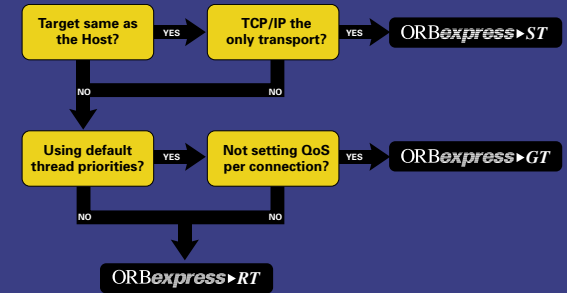 Target same as
the Host?
YES
TCP/IP the
only transport?
YES
ORBexpress▸ST
NO
NO
Using default
thread priorities?
YES
Not setting QoS
per connection?
YES
ORBexpress▸GT
NO
NO
ORBexpress▸RT